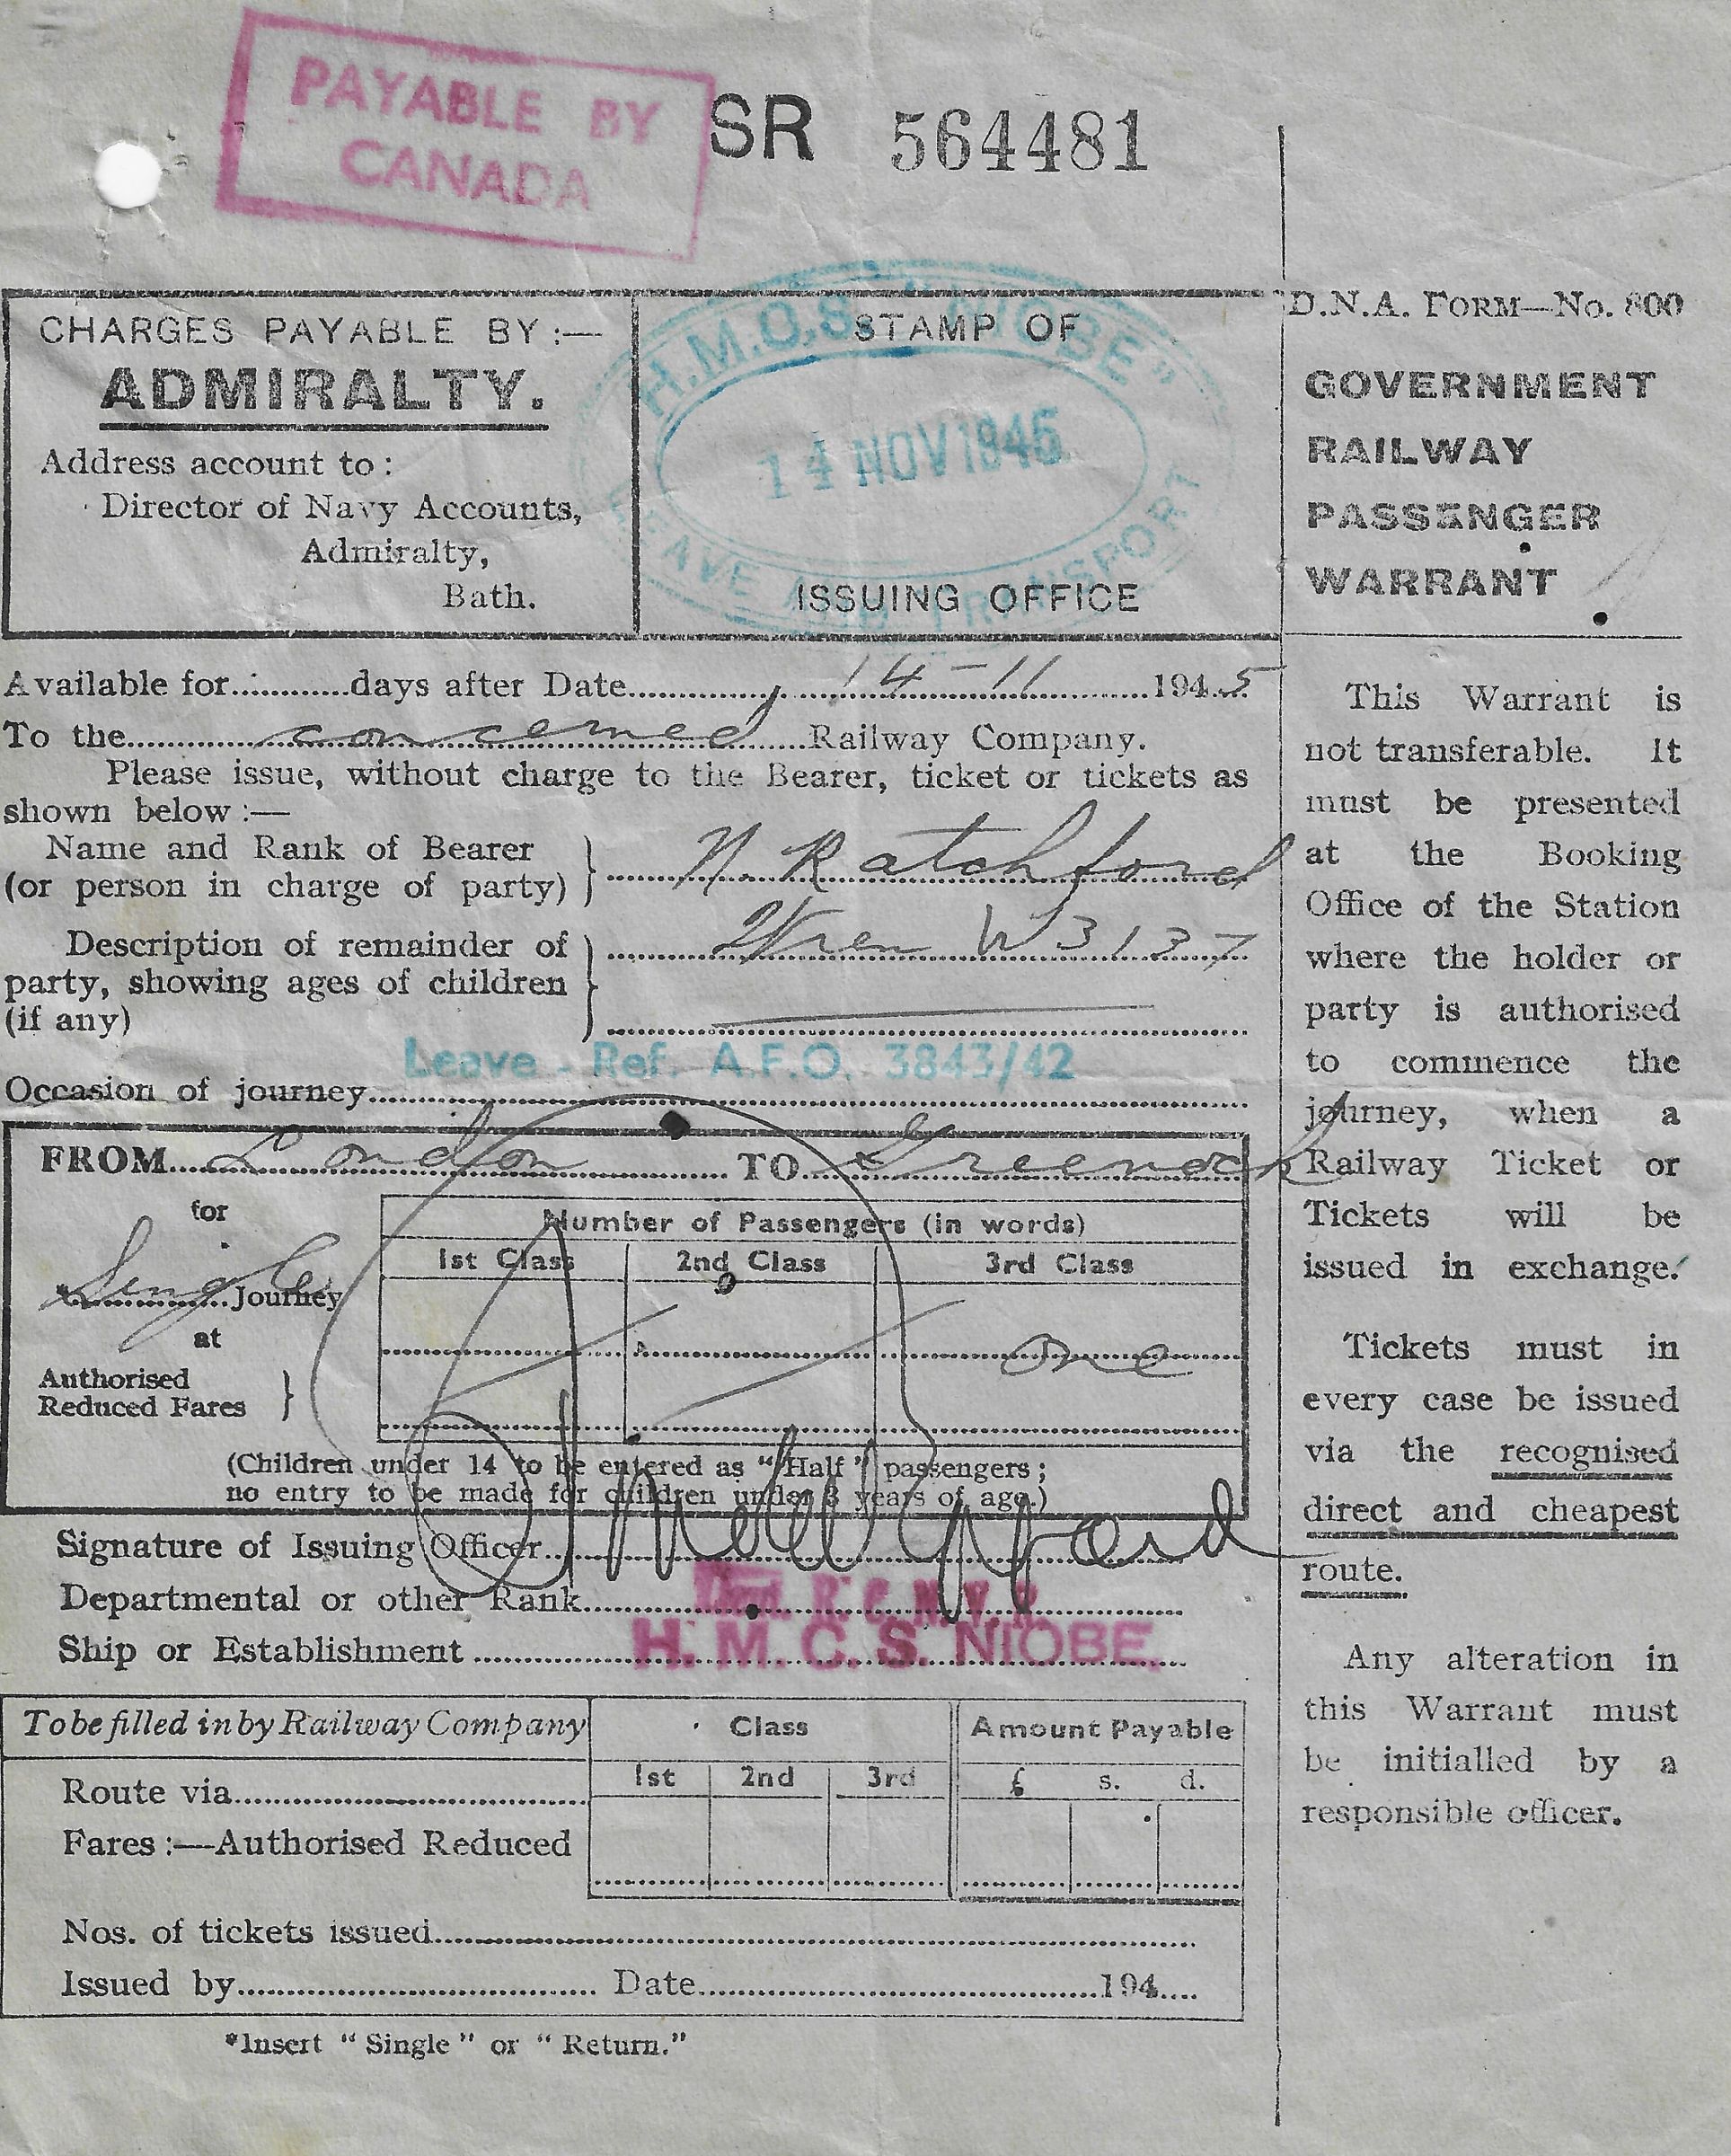 PAYABLE BY
CANADA
SR 564481
CHARGES PAYABLE BY :—
ADMIRALTY.
Address account to :
Director of Navy Accounts,
Admiralty,
Bath.
STAMP OF
H.M.C.S. "NIOBE"
14 NOV 1945
LEAVE AND TRANSPORT
ISSUING OFFICE
D.N.A. FORM—No. 800
GOVERNMENT
RAILWAY
PASSENGER
WARRANT
Available for...........days after Date.................14-11.................194..5
To the...............concerned.......Railway Company.
Please issue, without charge to the Bearer, ticket or tickets as
shown below :—
Name and Rank of Bearer
(or person in charge of party) } N. Ratchford
Description of remainder of
party, showing ages of children
(if any) } Wren W3137
Leave - Ref. A.F.O. 3843/42
Occasion of journey
FROM London TO Greenock
for
Single
*...............Journey
at
Authorised
Reduced Fares }
Number of Passengers (in words)
1st Class 2nd Class 3rd Class
one
(Children under 14 to be entered as "Half" passengers ;
no entry to be made for children under 3 years of age.)
Signature of Issuing Officer
Departmental or other Rank R.C.N.V.R.
Ship or Establishment H.M.C.S. NIOBE.
To be filled in by Railway Company
Class
Amount Payable
1st 2nd 3rd £ s. d.
Route via
Fares :—Authorised Reduced
Nos. of tickets issued
Issued by.................... Date....................194....
*Insert "Single" or "Return."
This Warrant is
not transferable. It
must be presented
at the Booking
Office of the Station
where the holder or
party is authorised
to commence the
journey, when a
Railway Ticket or
Tickets will be
issued in exchange.
Tickets must in
every case be issued
via the recognised
direct and cheapest
route.
Any alteration in
this Warrant must
be initialled by a
responsible officer.